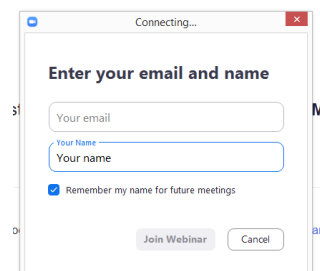 Connecting...
Enter your email and name
Your email
Your Name
Your name
Remember my name for future meetings
Join Webinar
Cancel